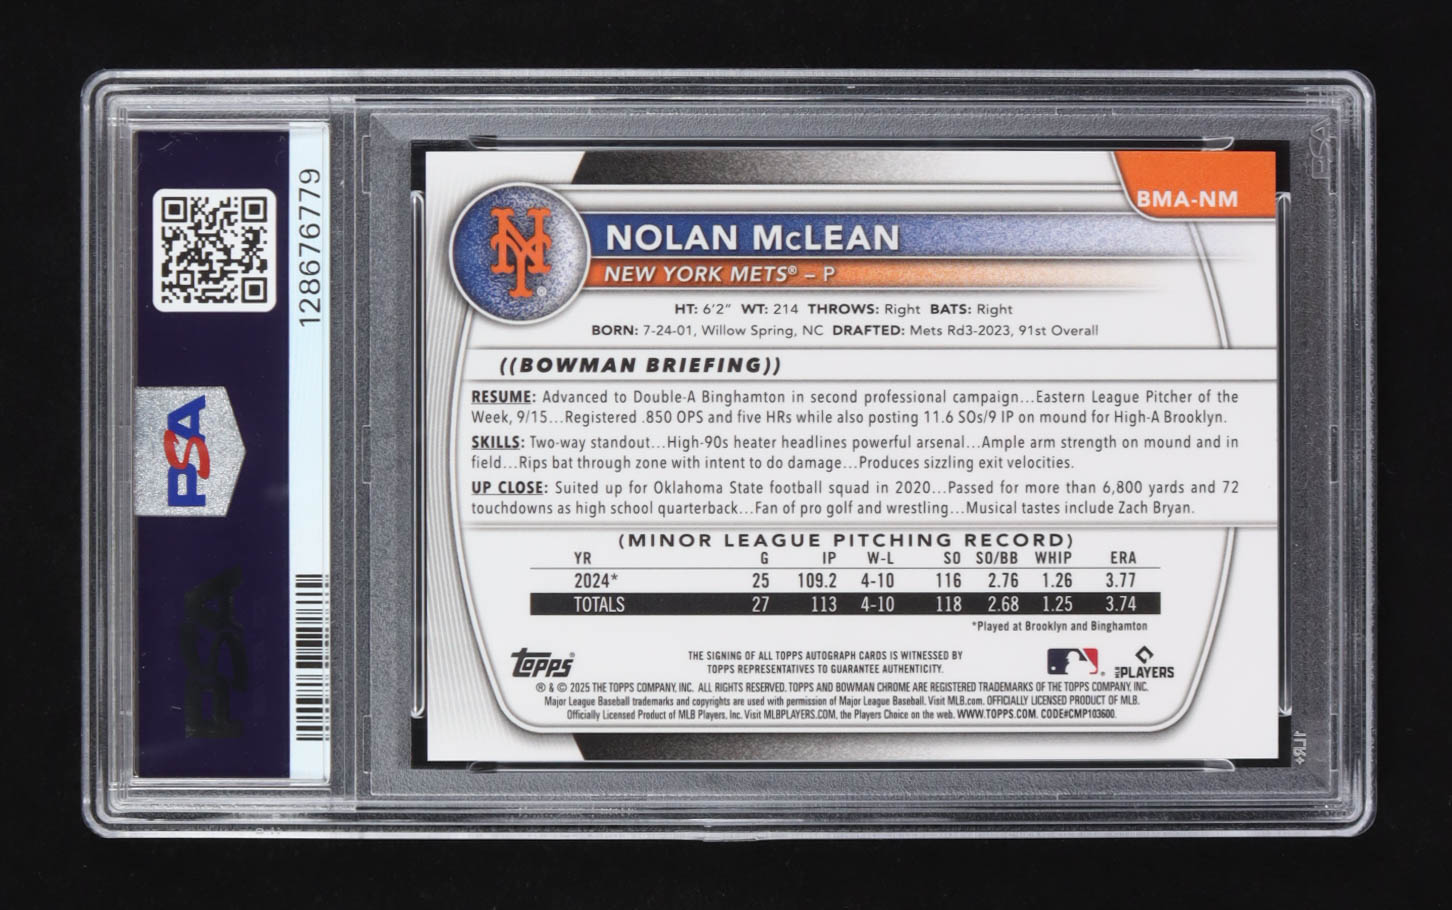 PSA
128676779
PSA
PSA
BMA-NM
NY
NOLAN McLEAN
NEW YORK METS® – P
HT: 6'2" WT: 214 THROWS: Right BATS: Right
BORN: 7-24-01, Willow Spring, NC DRAFTED: Mets Rd3-2023, 91st Overall
((BOWMAN BRIEFING))
RESUME: Advanced to Double-A Binghamton in second professional campaign...Eastern League Pitcher of the
Week, 9/15...Registered .850 OPS and five HRs while also posting 11.6 SOs/9 IP on mound for High-A Brooklyn.
SKILLS: Two-way standout...High-90s heater headlines powerful arsenal...Ample arm strength on mound and in
field...Rips bat through zone with intent to do damage...Produces sizzling exit velocities.
UP CLOSE: Suited up for Oklahoma State football squad in 2020...Passed for more than 6,800 yards and 72
touchdowns as high school quarterback...Fan of pro golf and wrestling...Musical tastes include Zach Bryan.
(MINOR LEAGUE PITCHING RECORD)
YR G IP W-L SO SO/BB WHIP ERA
2024* 25 109.2 4-10 116 2.76 1.26 3.77
TOTALS 27 113 4-10 118 2.68 1.25 3.74
*Played at Brooklyn and Binghamton
Topps®
THE SIGNING OF ALL TOPPS AUTOGRAPH CARDS IS WITNESSED BY
TOPPS REPRESENTATIVES TO GUARANTEE AUTHENTICITY.
MLB PLAYERS
® & © 2025 THE TOPPS COMPANY, INC. ALL RIGHTS RESERVED. TOPPS AND BOWMAN CHROME ARE REGISTERED TRADEMARKS OF THE TOPPS COMPANY, INC.
Major League Baseball trademarks and copyrights are used with permission of Major League Baseball. Visit MLB.com. OFFICIALLY LICENSED PRODUCT OF MLB.
Officially Licensed Product of MLB Players, Inc. Visit MLBPLAYERS.COM, the Players Choice on the web. WWW.TOPPS.COM. CODE#CMP103600.